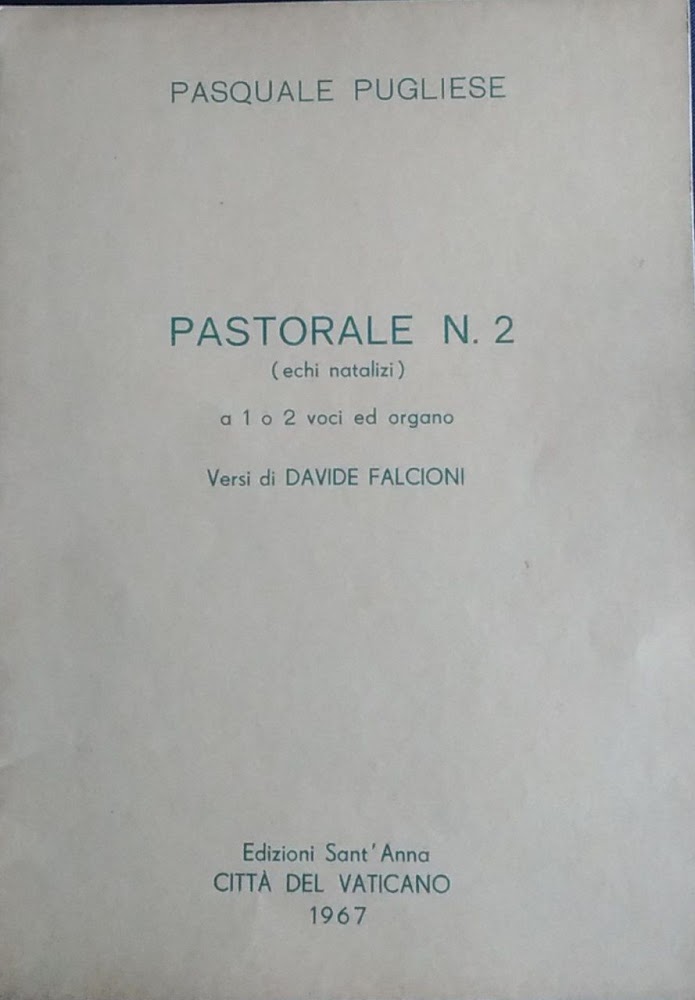 PASQUALE PUGLIESE
PASTORALE N. 2
(echi natalizi)
a 1 o 2 voci ed organo
Versi di DAVIDE FALCIONI
Edizioni Sant'Anna
CITTÀ DEL VATICANO
1967